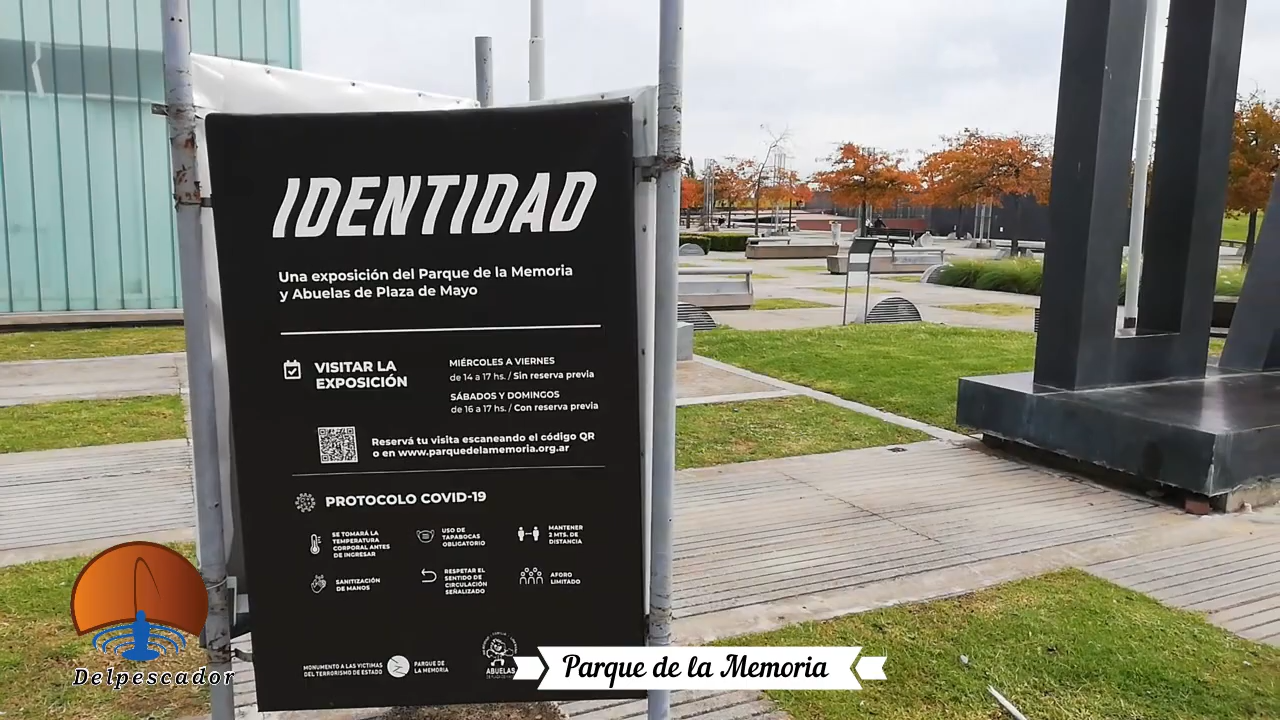 IDENTIDAD
Una exposición del Parque de la Memoria
y Abuelas de Plaza de Mayo
VISITAR LA
EXPOSICIÓN
MIÉRCOLES A VIERNES
de 14 a 17 hs. / Sin reserva previa
SÁBADOS Y DOMINGOS
de 16 a 17 hs. / Con reserva previa
Reservá tu visita escaneando el código QR
o en www.parquedelamemoria.org.ar
PROTOCOLO COVID-19
SE TOMARÁ LA
TEMPERATURA
CORPORAL ANTES
DE INGRESAR
USO DE
TAPABOCAS
OBLIGATORIO
MANTENER
2 MTS. DE
DISTANCIA
SANITIZACIÓN
DE MANOS
RESPETAR EL
SENTIDO DE
CIRCULACIÓN
SEÑALIZADO
AFORO
LIMITADO
MONUMENTO A LAS VICTIMAS
DEL TERRORISMO DE ESTADO
PARQUE DE
LA MEMORIA
ABUELAS
Delpescador
Parque de la Memoria